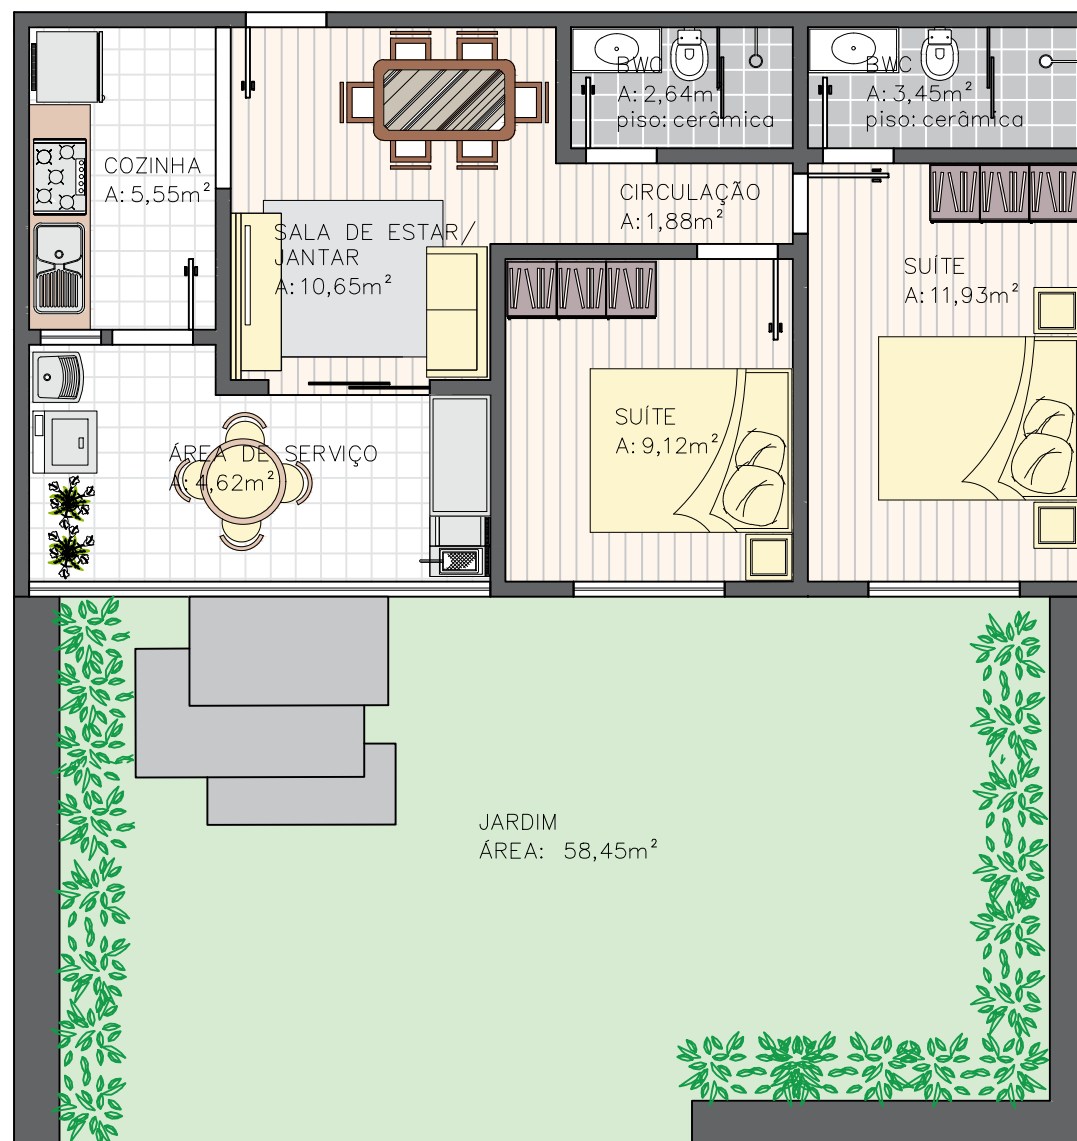 BWC
A: 2,64m
piso: cerâmica
BWC
A: 3,45m²
piso: cerâmica
COZINHA
A: 5,55m²
CIRCULAÇÃO
A: 1,88m²
SALA DE ESTAR/
JANTAR
A: 10,65m²
SUÍTE
A: 11,93m²
SUÍTE
A: 9,12m²
ÁREA DE SERVIÇO
A: 4,62m²
JARDIM
ÁREA: 58,45m²